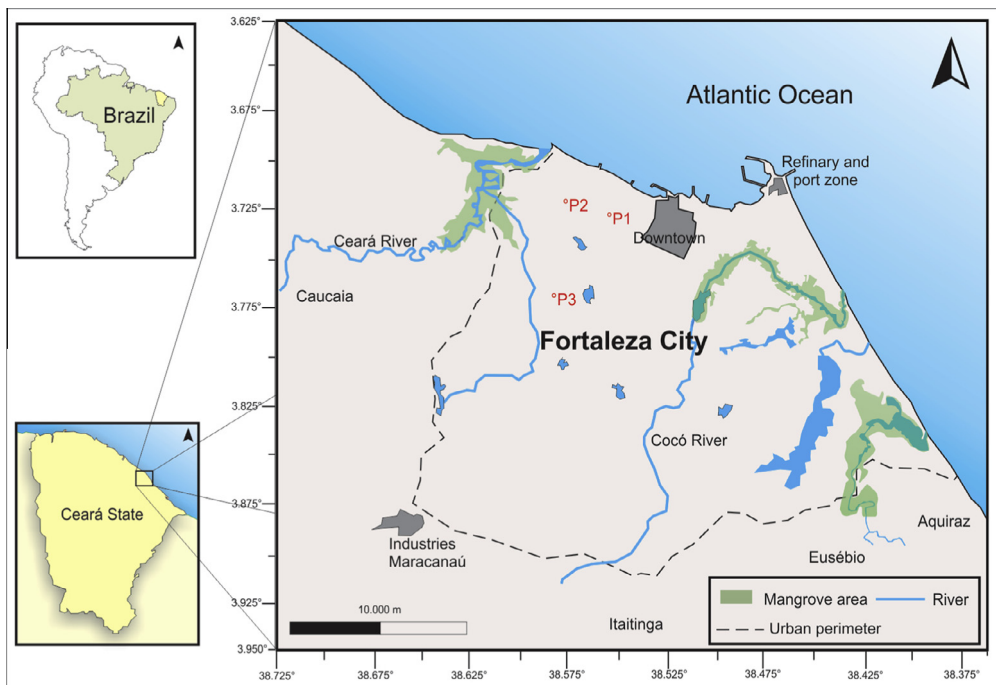 Brazil
Ceará State
3.625°
3.675°
3.725°
3.775°
3.825°
3.875°
3.925°
3.950°
38.725°
38.675°
38.625°
38.575°
38.525°
38.475°
38.425°
38.375°
Atlantic Ocean
Refinary and
port zone
°P2
°P1
Downtown
Ceará River
Caucaia
°P3
Fortaleza City
Cocó River
Industries
Maracanaú
Aquiraz
Eusébio
Itaitinga
10.000 m
Mangrove area
River
Urban perimeter